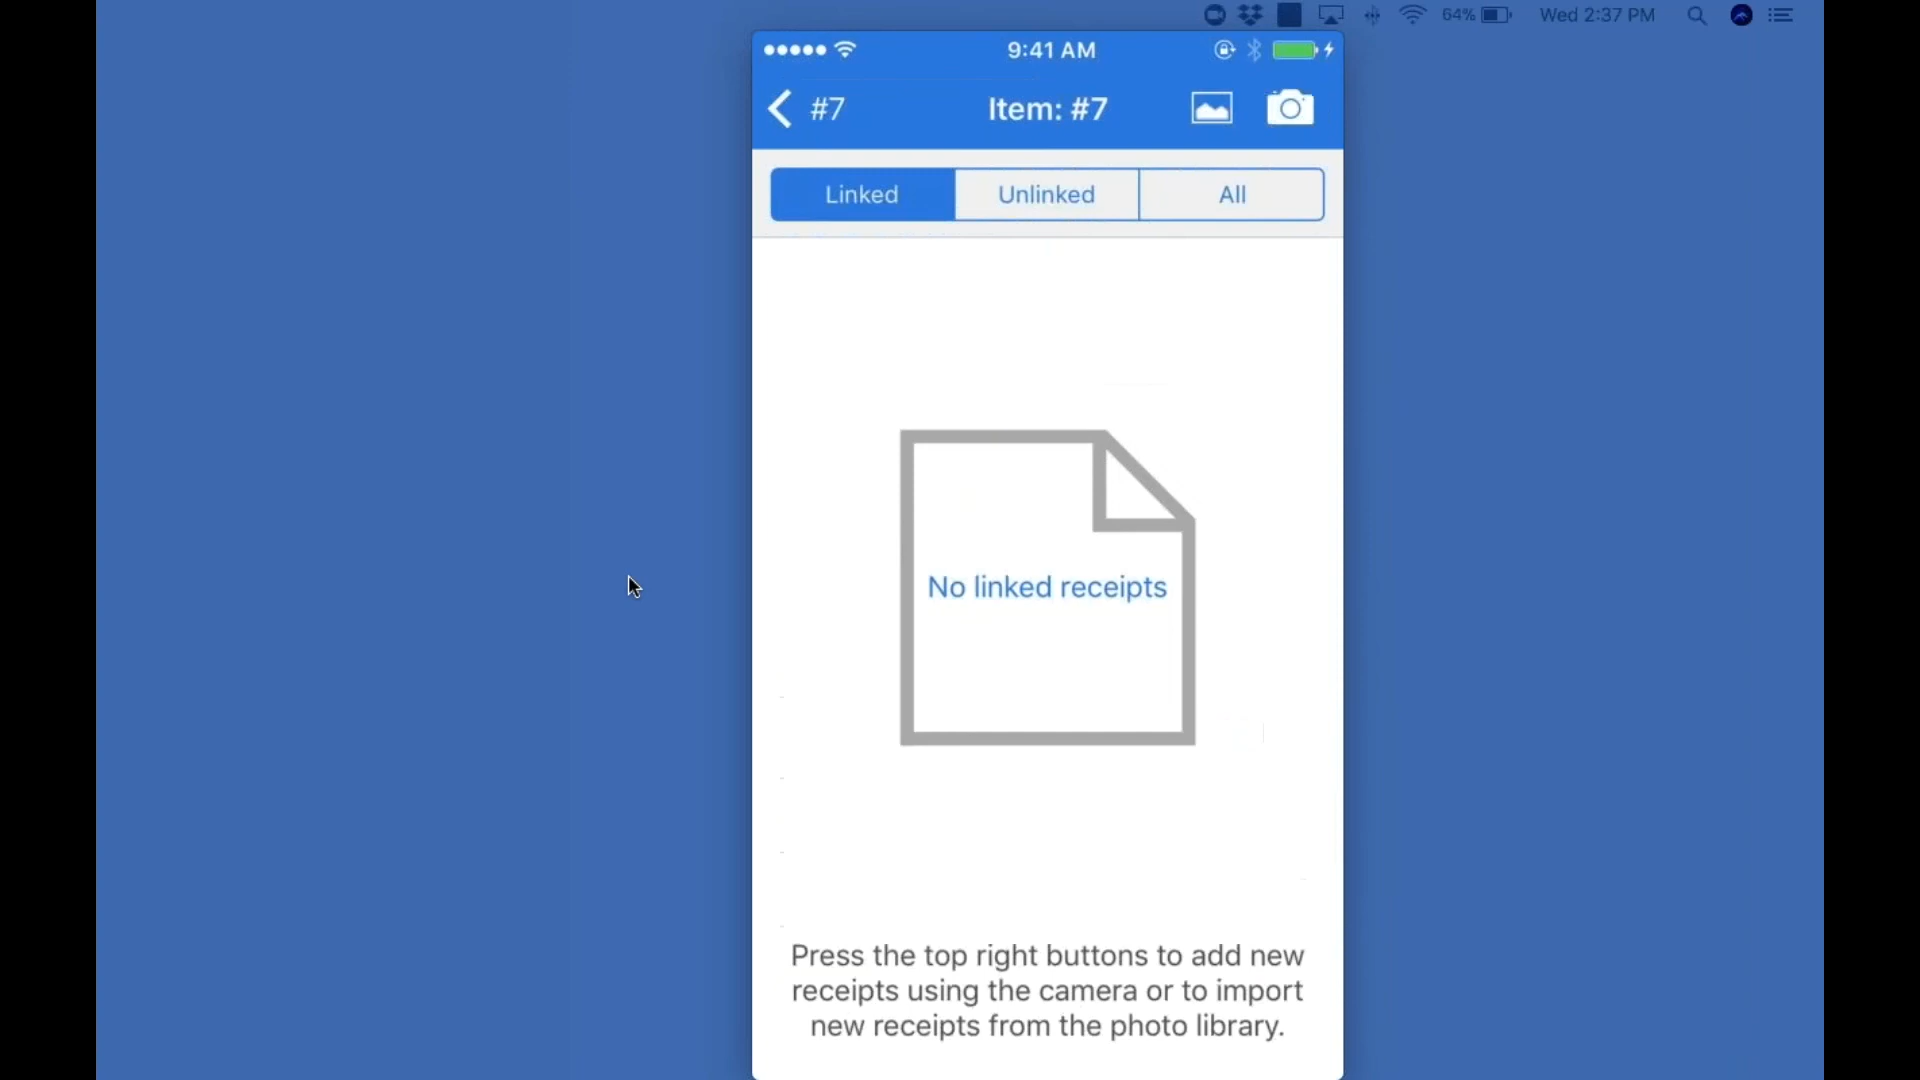 64%
Wed 2:37 PM
9:41 AM
#7
Item: #7
Linked
Unlinked
All
No linked receipts
Press the top right buttons to add new
receipts using the camera or to import
new receipts from the photo library.